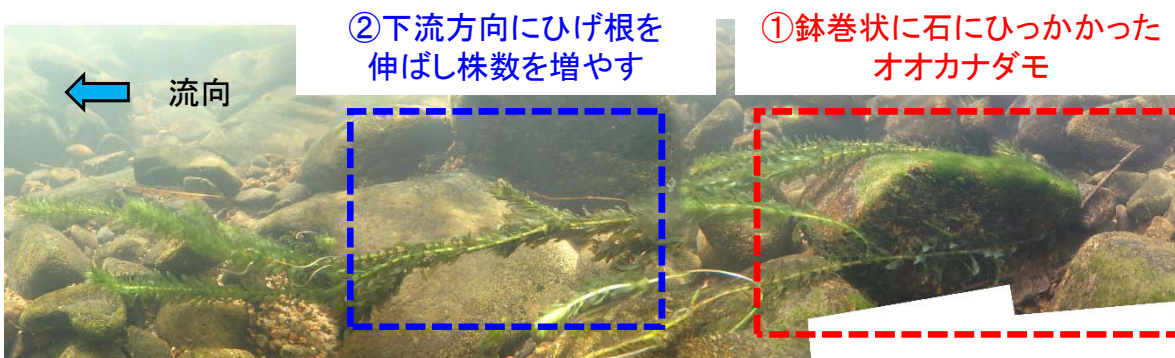 ②下流方向にひげ根を
伸ばし株数を増やす
①鉢巻状に石にひっかかった
オオカナダモ
流向